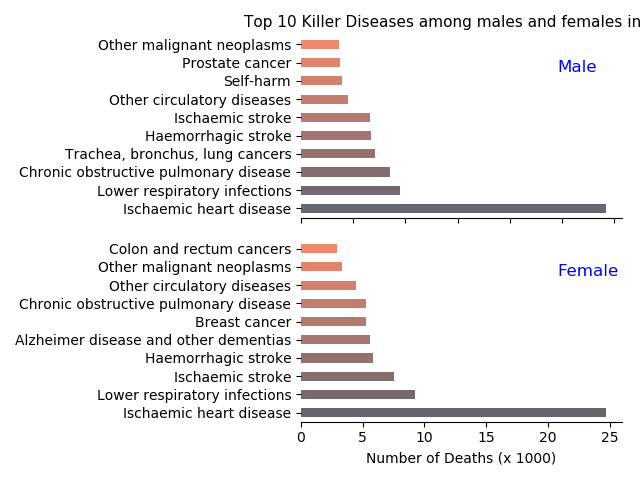 Top 10 Killer Diseases among males and females in
Other malignant neoplasms
Prostate cancer
Self-harm
Other circulatory diseases
Ischaemic stroke
Haemorrhagic stroke
Trachea, bronchus, lung cancers
Chronic obstructive pulmonary disease
Lower respiratory infections
Ischaemic heart disease
Male
Colon and rectum cancers
Other malignant neoplasms
Other circulatory diseases
Chronic obstructive pulmonary disease
Breast cancer
Alzheimer disease and other dementias
Haemorrhagic stroke
Ischaemic stroke
Lower respiratory infections
Ischaemic heart disease
Female
0 5 10 15 20 25
Number of Deaths (x 1000)